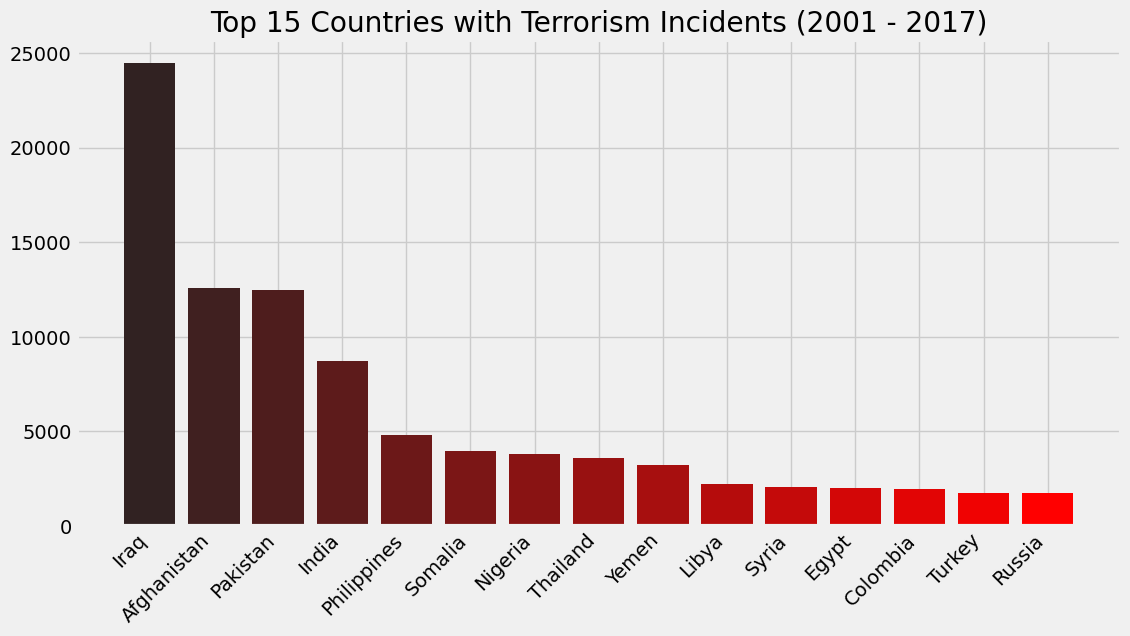 Top 15 Countries with Terrorism Incidents (2001 - 2017)
25000
20000
15000
10000
5000
0
Iraq
Afghanistan
Pakistan
India
Philippines
Somalia
Nigeria
Thailand
Yemen
Libya
Syria
Egypt
Colombia
Turkey
Russia